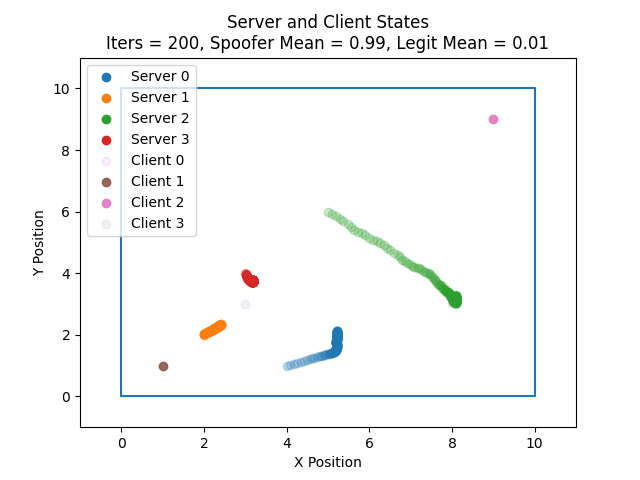 Server and Client States
Iters = 200, Spoofer Mean = 0.99, Legit Mean = 0.01
Server 0
Server 1
Server 2
Server 3
Client 0
Client 1
Client 2
Client 3
Y Position
10
8
6
4
2
0
0 2 4 6 8 10
X Position